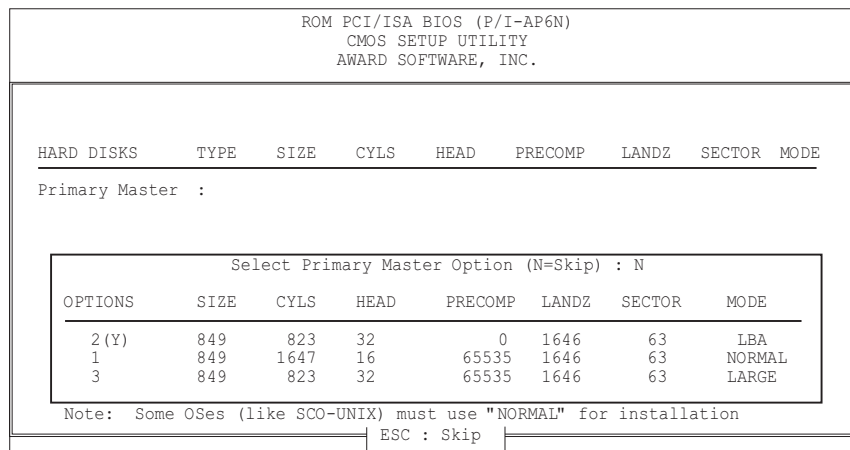 ROM PCI/ISA BIOS (P/I-AP6N)
CMOS SETUP UTILITY
AWARD SOFTWARE, INC.
HARD DISKS TYPE SIZE CYLS HEAD PRECOMP LANDZ SECTOR MODE
Primary Master :
Select Primary Master Option (N=Skip) : N
OPTIONS SIZE CYLS HEAD PRECOMP LANDZ SECTOR MODE
2(Y) 849 823 32 0 1646 63 LBA
1 849 1647 16 65535 1646 63 NORMAL
3 849 823 32 65535 1646 63 LARGE
Note: Some OSes (like SCO-UNIX) must use "NORMAL" for installation
ESC : Skip